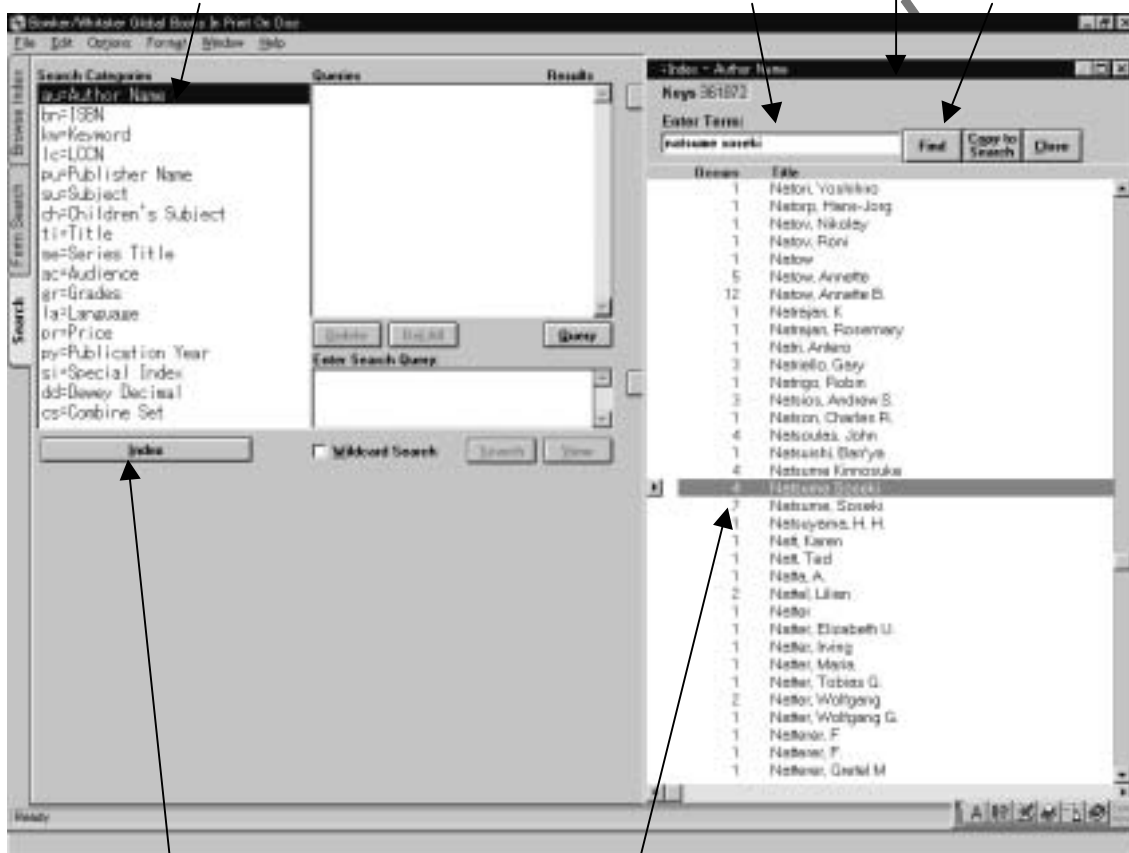 Bowker/Whitaker Global Books In Print On Disc
File Edit Options Format Window Help
Browse Index
Form Search
Search
Search Categories
au=Author Name
bn=ISBN
kw=Keyword
lc=LCCN
pu=Publisher Name
su=Subject
ch=Children's Subject
ti=Title
se=Series Title
ac=Audience
gr=Grades
la=Language
pr=Price
py=Publication Year
si=Special Index
dd=Dewey Decimal
cs=Combine Set
Index
Queries Results
Delete Query
Enter Search Query:
Wildcard Search Search View
Index - Author Name
Keys 361872
Enter Term:
natsume soseki
Find Copy to Search Close
Occurs Title
1 Netori, Yoshihiro
1 Natorp, Hans-Jorg
1 Natov, Nikolay
1 Natov, Roni
1 Natow
5 Natow, Annette
12 Natow, Annette B.
1 Natrajan, K
1 Natrajan, Rosemary
1 Natri, Antero
3 Natriello, Gary
1 Natrigo, Robin
3 Natsios, Andrew S.
1 Natson, Charles R.
4 Natsoulas, John
1 Natsuishi, Ban'ya
4 Natsume Kinnosuke
4 Natsume Soseki
7 Natsume, Soseki
1 Natsuyama, H. H.
1 Natt, Karen
1 Natt, Ted
1 Natta, A.
2 Nattel, Lilian
1 Natter
1 Natter, Elizabeth U.
1 Natter, Irving
1 Natter, Maria
1 Natter, Tobias G.
2 Natter, Wolfgang
1 Natter, Wolfgang G.
1 Natterer, F
1 Natterer, F.
1 Natterer, Gretel M
Ready